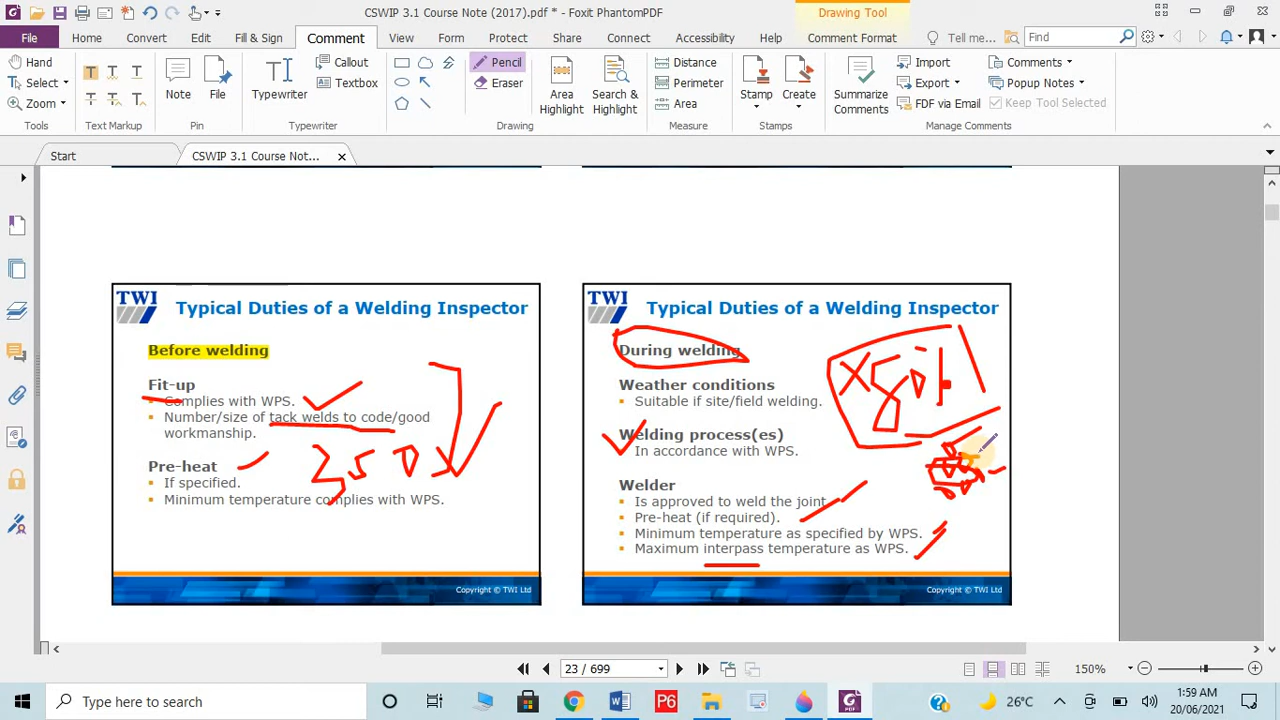 CSWIP 3.1 Course Note (2017).pdf * - Foxit PhantomPDF
Drawing Tool
File Home Convert Edit Fill & Sign Comment View Form Protect Share Connect Accessibility Help Comment Format Tell me... Find
Hand
Select
Zoom
Tools
T T T
T T T
Text Markup
Note
File
Pin
Typewriter
Callout
Textbox
Typewriter
Pencil
Eraser
Drawing
Area Highlight
Search & Highlight
Distance
Perimeter
Area
Measure
Stamp
Create
Stamps
Summarize Comments
Import
Export
FDF via Email
Comments
Popup Notes
Keep Tool Selected
Manage Comments
Start
CSWIP 3.1 Course Not...
TWI Typical Duties of a Welding Inspector
Before welding
Fit-up
Complies with WPS.
Number/size of tack welds to code/good
workmanship.
Pre-heat
If specified.
Minimum temperature complies with WPS.
Copyright © TWI Ltd
TWI Typical Duties of a Welding Inspector
During welding
Weather conditions
Suitable if site/field welding.
Welding process(es)
In accordance with WPS.
Welder
Is approved to weld the joint
Pre-heat (if required).
Minimum temperature as specified by WPS.
Maximum interpass temperature as WPS.
Copyright © TWI Ltd
23 / 699
150%
Type here to search
P6
PDF
26°C
1:59 AM
20/06/2021